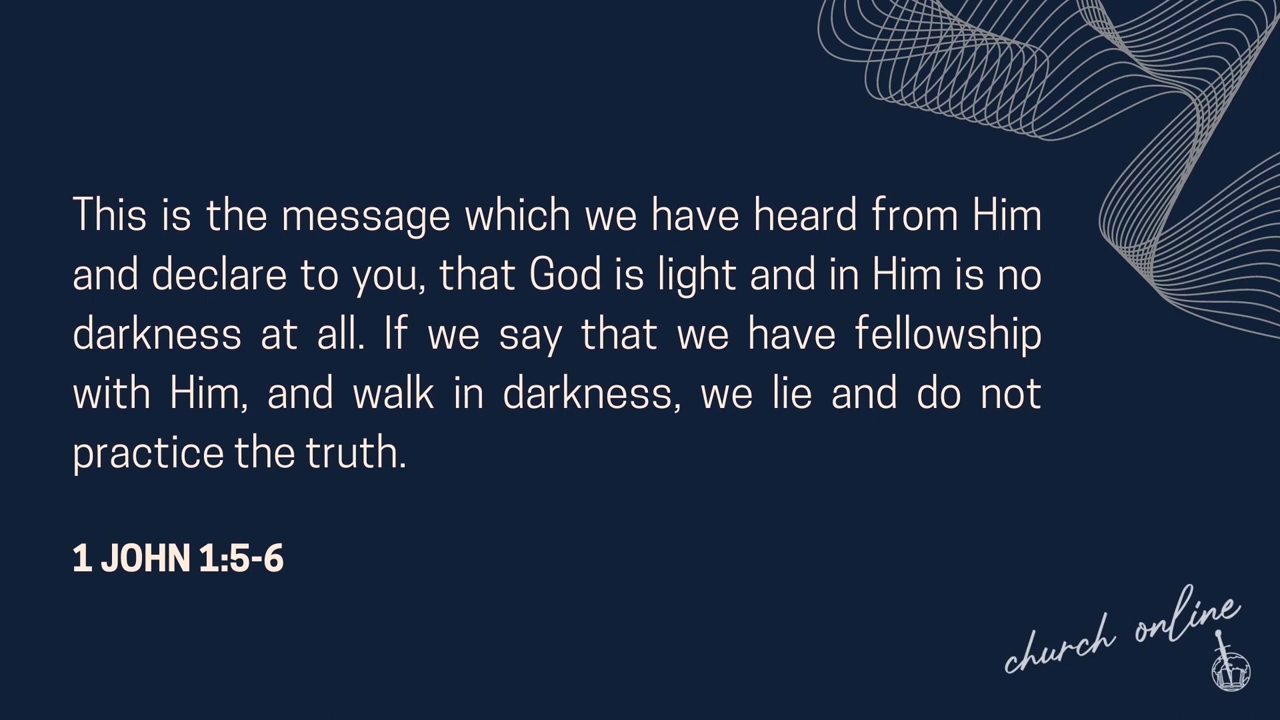 This is the message which we have heard from Him
and declare to you, that God is light and in Him is no
darkness at all. If we say that we have fellowship
with Him, and walk in darkness, we lie and do not
practice the truth.
1 JOHN 1:5-6
church online